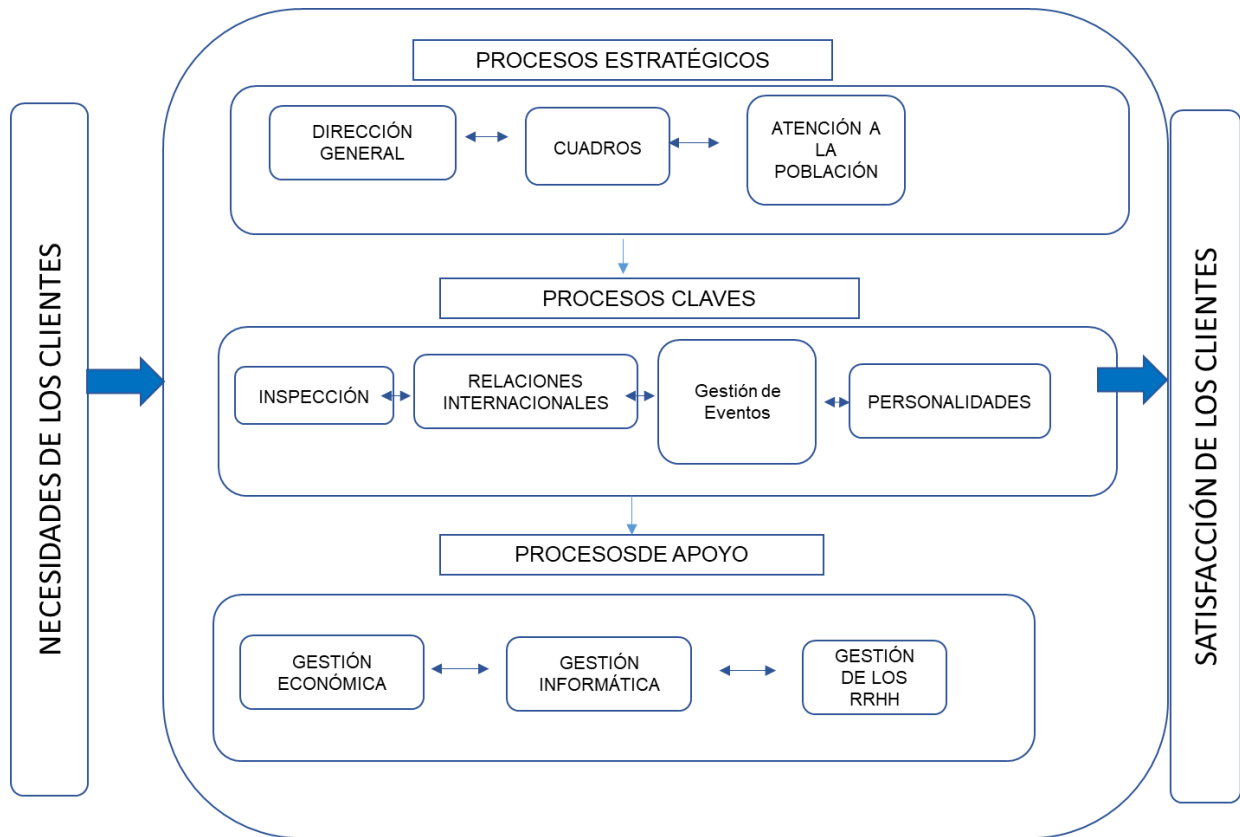 PROCESOS ESTRATÉGICOS
DIRECCIÓN
GENERAL
CUADROS
ATENCIÓN A
LA
POBLACIÓN
NECESIDADES DE LOS CLIENTES
PROCESOS CLAVES
INSPECCIÓN
RELACIONES
INTERNACIONALES
Gestión de
Eventos
PERSONALIDADES
SATISFACCIÓN DE LOS CLIENTES
PROCESOSDE APOYO
GESTIÓN
ECONÓMICA
GESTIÓN
INFORMÁTICA
GESTIÓN
DE LOS
RRHH